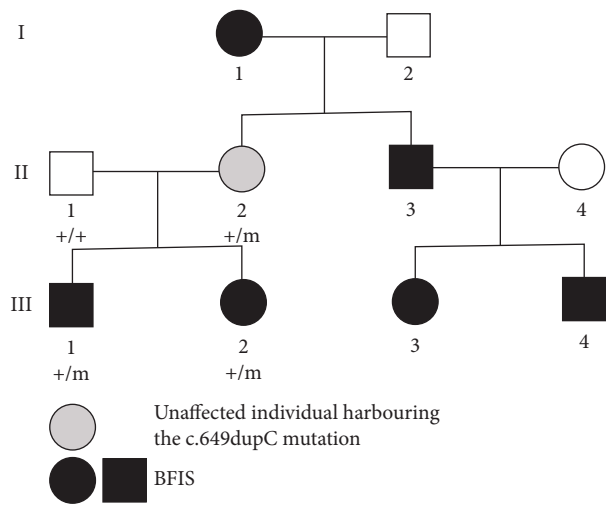 I
1 2
II
1 2 3 4
+/+ +/m
III
1 2 3 4
+/m +/m
Unaffected individual harbouring
the c.649dupC mutation
BFIS